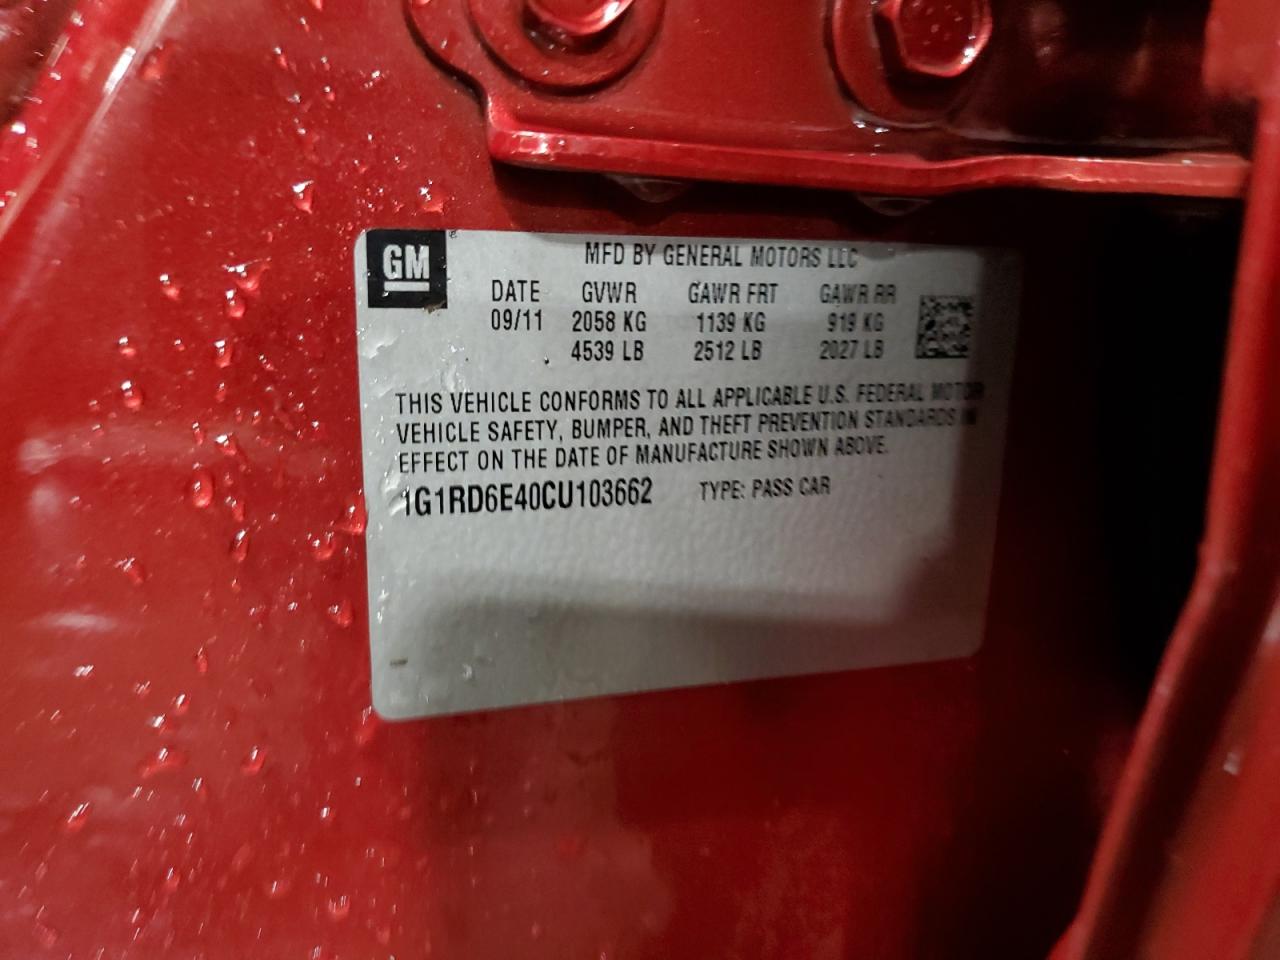 GM
MFD BY GENERAL MOTORS LLC
DATE GVWR GAWR FRT GAWR RR
09/11 2058 KG 1139 KG 919 KG
4539 LB 2512 LB 2027 LB
THIS VEHICLE CONFORMS TO ALL APPLICABLE U.S. FEDERAL MOTOR
VEHICLE SAFETY, BUMPER, AND THEFT PREVENTION STANDARDS IN
EFFECT ON THE DATE OF MANUFACTURE SHOWN ABOVE.
1G1RD6E40CU103662 TYPE: PASS CAR